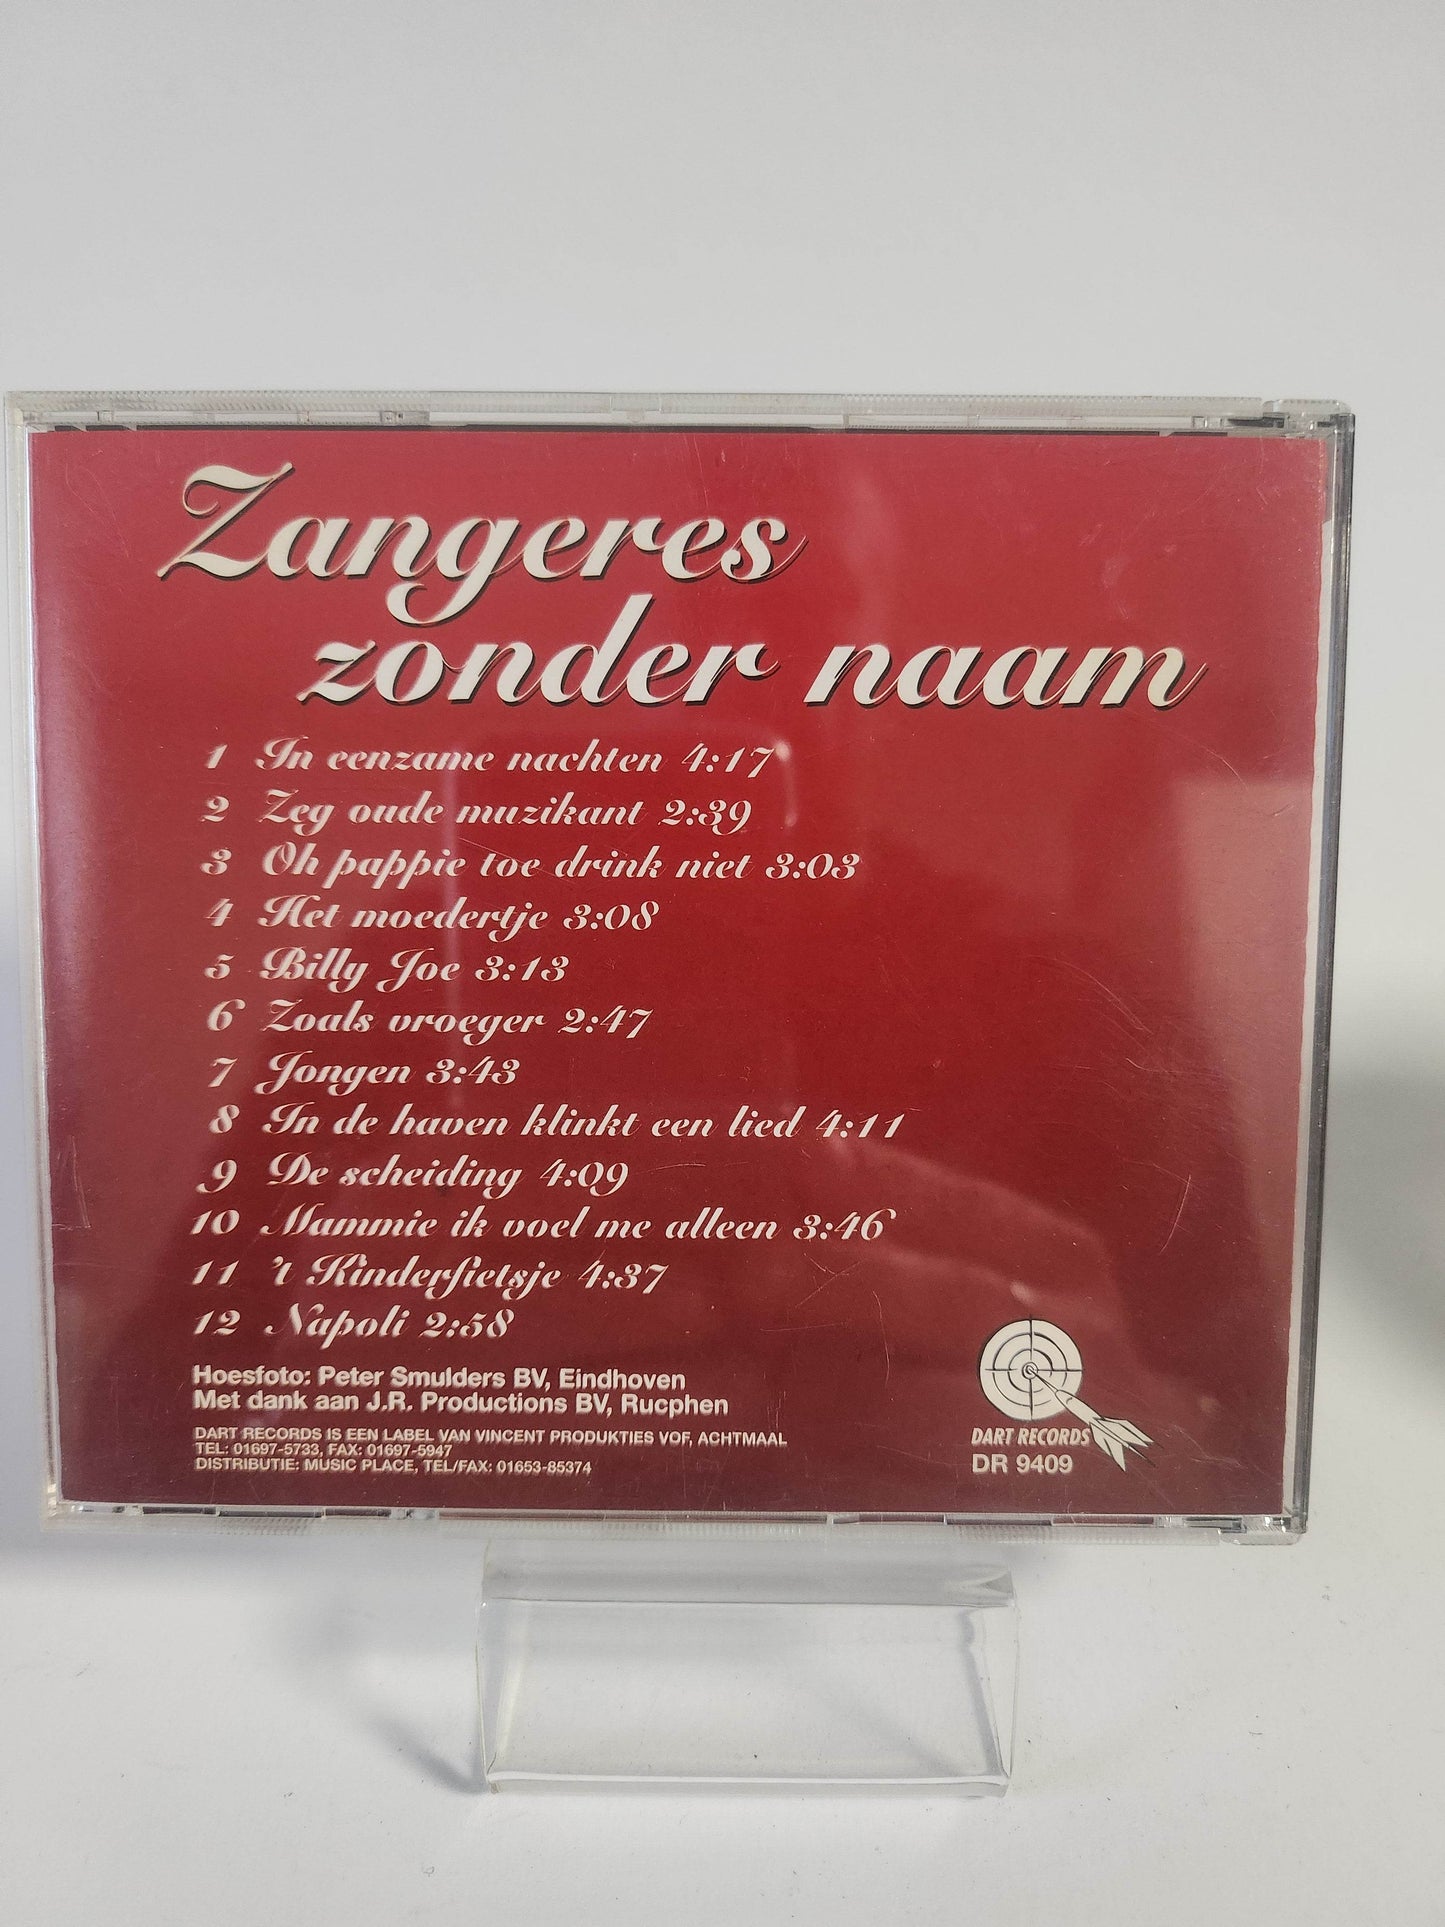 Zangeres
zonder naam
1 In eenzame nachten 4:17
2 Zeg oude muzikant 2:39
3 Oh pappie toe drink niet 3:03
4 Het moedertje 3:08
5 Billy Joe 3:13
6 Zoals vroeger 2:47
7 Jongen 3:43
8 In de haven klinkt een lied 4:11
9 De scheiding 4:09
10 Mammie ik voel me alleen 3:46
11 't Kinderfietsje 4:37
12 Napoli 2:58
Hoesfoto: Peter Smulders BV, Eindhoven
Met dank aan J.R. Productions BV, Rucphen
DART RECORDS IS EEN LABEL VAN VINCENT PRODUKTIES VOF, ACHTMAAL
TEL: 01697-5733, FAX: 01697-5947
DISTRIBUTIE: MUSIC PLACE, TEL/FAX: 01653-85374
DART RECORDS
DR 9409